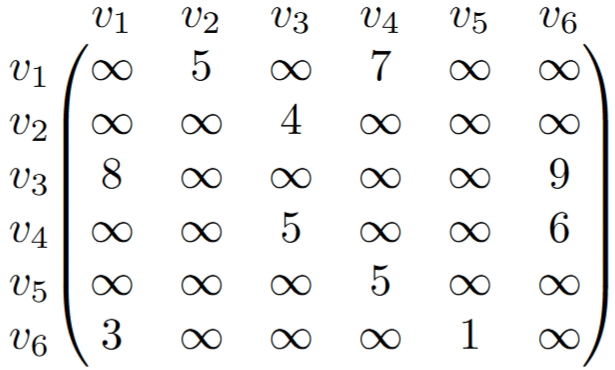 v₁ v₂ v₃ v₄ v₅ v₆
v₁ ∞ 5 ∞ 7 ∞ ∞
v₂ ∞ ∞ 4 ∞ ∞ ∞
v₃ 8 ∞ ∞ ∞ ∞ 9
v₄ ∞ ∞ 5 ∞ ∞ 6
v₅ ∞ ∞ ∞ 5 ∞ ∞
v₆ 3 ∞ ∞ ∞ 1 ∞